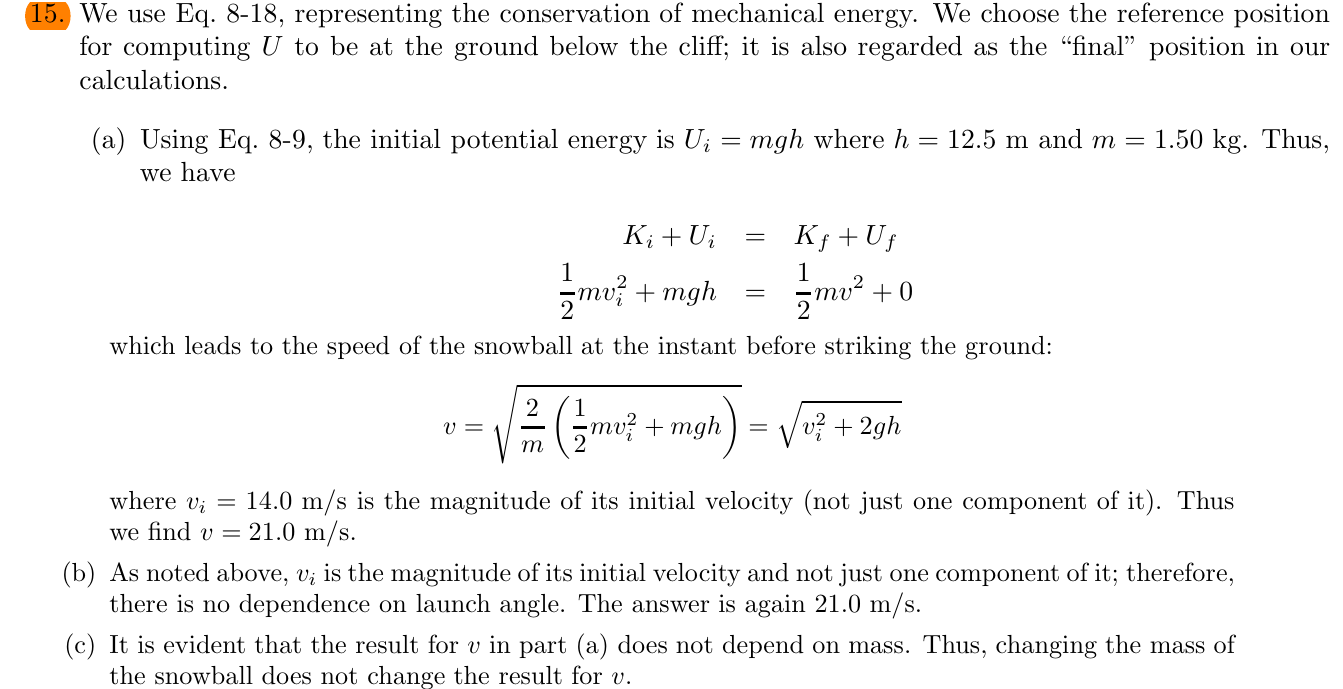 15. We use Eq. 8-18, representing the conservation of mechanical energy. We choose the reference position
for computing U to be at the ground below the cliff; it is also regarded as the “final” position in our
calculations.
(a) Using Eq. 8-9, the initial potential energy is U_i = mgh where h = 12.5 m and m = 1.50 kg. Thus,
we have
K_i + U_i = K_f + U_f
\frac{1}{2}mv_i^2 + mgh = \frac{1}{2}mv^2 + 0
which leads to the speed of the snowball at the instant before striking the ground:
v = \sqrt{\frac{2}{m}\left(\frac{1}{2}mv_i^2 + mgh\right)} = \sqrt{v_i^2 + 2gh}
where v_i = 14.0 m/s is the magnitude of its initial velocity (not just one component of it). Thus
we find v = 21.0 m/s.
(b) As noted above, v_i is the magnitude of its initial velocity and not just one component of it; therefore,
there is no dependence on launch angle. The answer is again 21.0 m/s.
(c) It is evident that the result for v in part (a) does not depend on mass. Thus, changing the mass of
the snowball does not change the result for v.